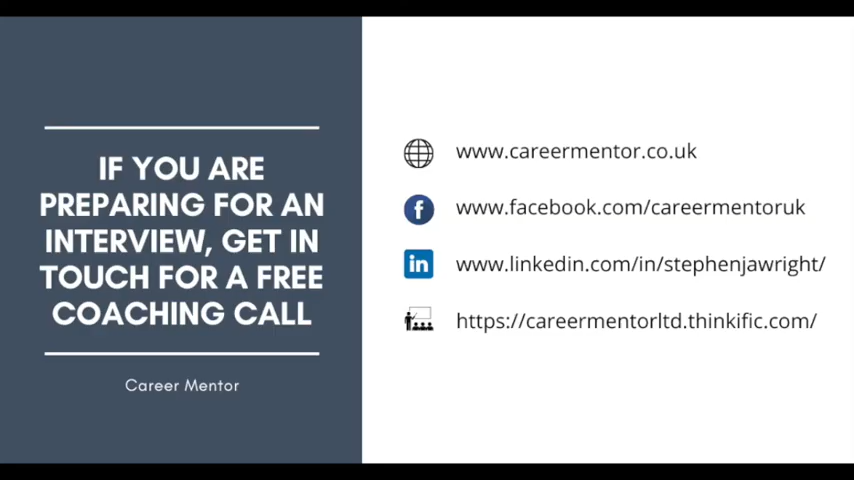 IF YOU ARE
PREPARING FOR AN
INTERVIEW, GET IN
TOUCH FOR A FREE
COACHING CALL
Career Mentor
www.careermentor.co.uk
www.facebook.com/careermentoruk
www.linkedin.com/in/stephenjawright/
https://careermentorltd.thinkific.com/